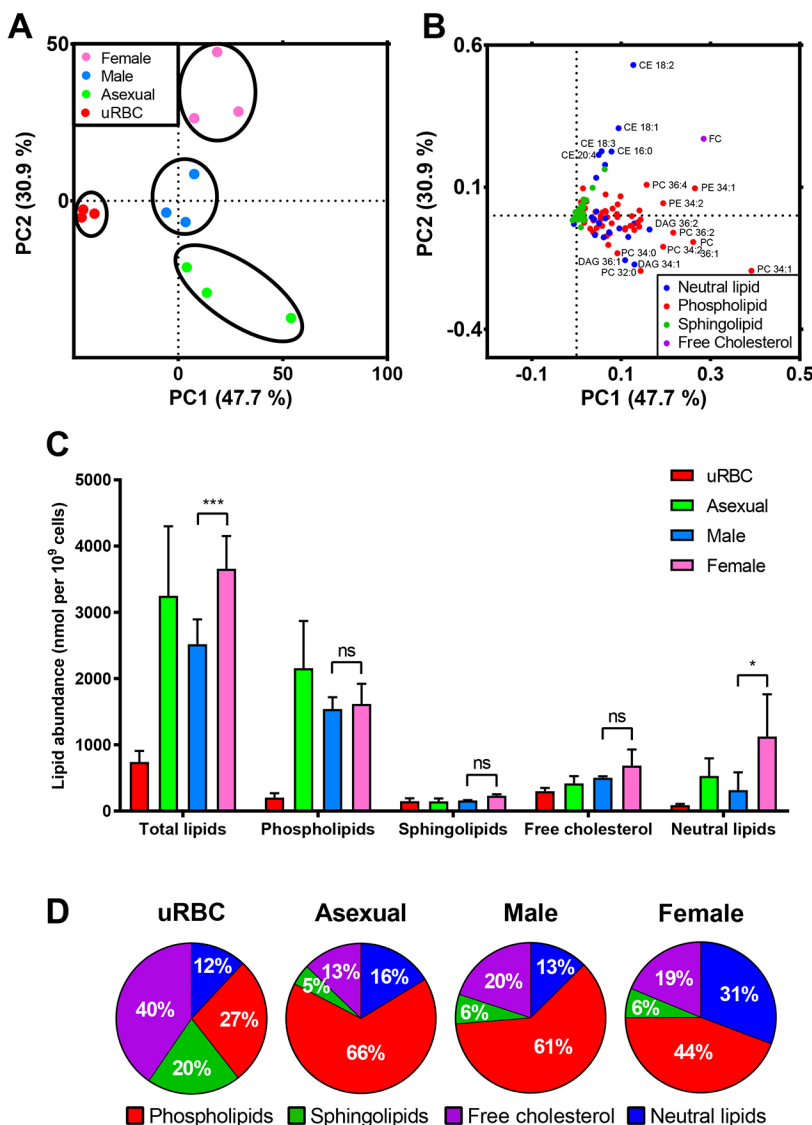 A
50
Female
Male
Asexual
uRBC
PC2 (30.9 %)
0
0
50
100
PC1 (47.7 %)
B
0.6
CE 18:2
CE 18:1
FC
CE 18:3
CE 20:4
CE 16:0
PC2 (30.9 %)
0.1
PC 36:4
PE 34:1
PE 34:2
DAG 36:2
PC 36:2
PC 34:0
PC 34:2
PC
36:1
DAG 36:1
DAG 34:1
PC 32:0
PC 34:1
Neutral lipid
Phospholipid
Sphingolipid
Free Cholesterol
-0.4
-0.1
0.1
0.3
0.5
PC1 (47.7 %)
C
Lipid abundance (nmol per 10⁹ cells)
5000
4000
3000
2000
1000
0
***
ns
ns
ns
*
uRBC
Asexual
Male
Female
Total lipids
Phospholipids
Sphingolipids
Free cholesterol
Neutral lipids
D
uRBC
Asexual
Male
Female
12%
27%
20%
40%
16%
66%
5%
13%
13%
61%
6%
20%
31%
44%
6%
19%
Phospholipids
Sphingolipids
Free cholesterol
Neutral lipids